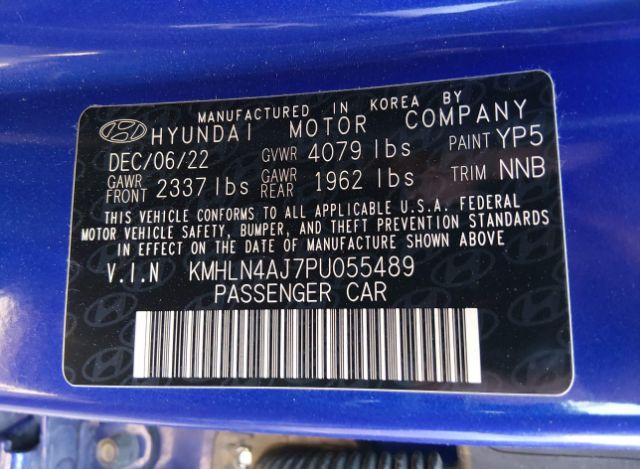 MANUFACTURED IN KOREA BY
HYUNDAI MOTOR COMPANY
DEC/06/22 GVWR 4079 lbs PAINT YP5
GAWR FRONT 2337 lbs GAWR REAR 1962 lbs TRIM NNB
THIS VEHICLE CONFORMS TO ALL APPLICABLE U.S.A. FEDERAL
MOTOR VEHICLE SAFETY, BUMPER, AND THEFT PREVENTION STANDARDS
IN EFFECT ON THE DATE OF MANUFACTURE SHOWN ABOVE
V.I.N KMHLN4AJ7PU055489
PASSENGER CAR